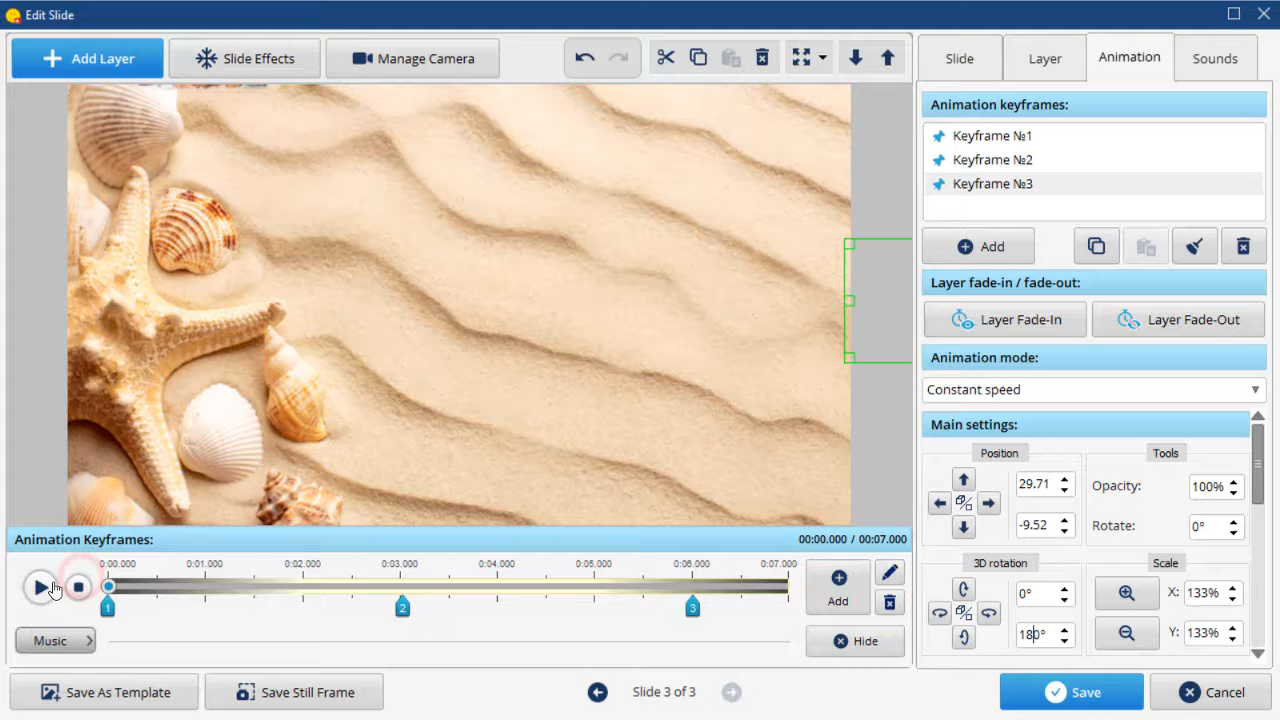 Edit Slide
Add Layer
Slide Effects
Manage Camera
Slide
Layer
Animation
Sounds
Animation keyframes:
Keyframe №1
Keyframe №2
Keyframe №3
Add
Layer fade-in / fade-out:
Layer Fade-In
Layer Fade-Out
Animation mode:
Constant speed
Main settings:
Position
Tools
29.71
Opacity:
100%
-9.52
Rotate:
0°
3D rotation
Scale
0°
X:
133%
180°
Y:
133%
Animation Keyframes:
00:00.000 / 00:07.000
0:00.000
0:01.000
0:02.000
0:03.000
0:04.000
0:05.000
0:06.000
0:07.000
1
2
3
Add
Music
Hide
Save As Template
Save Still Frame
Slide 3 of 3
Save
Cancel